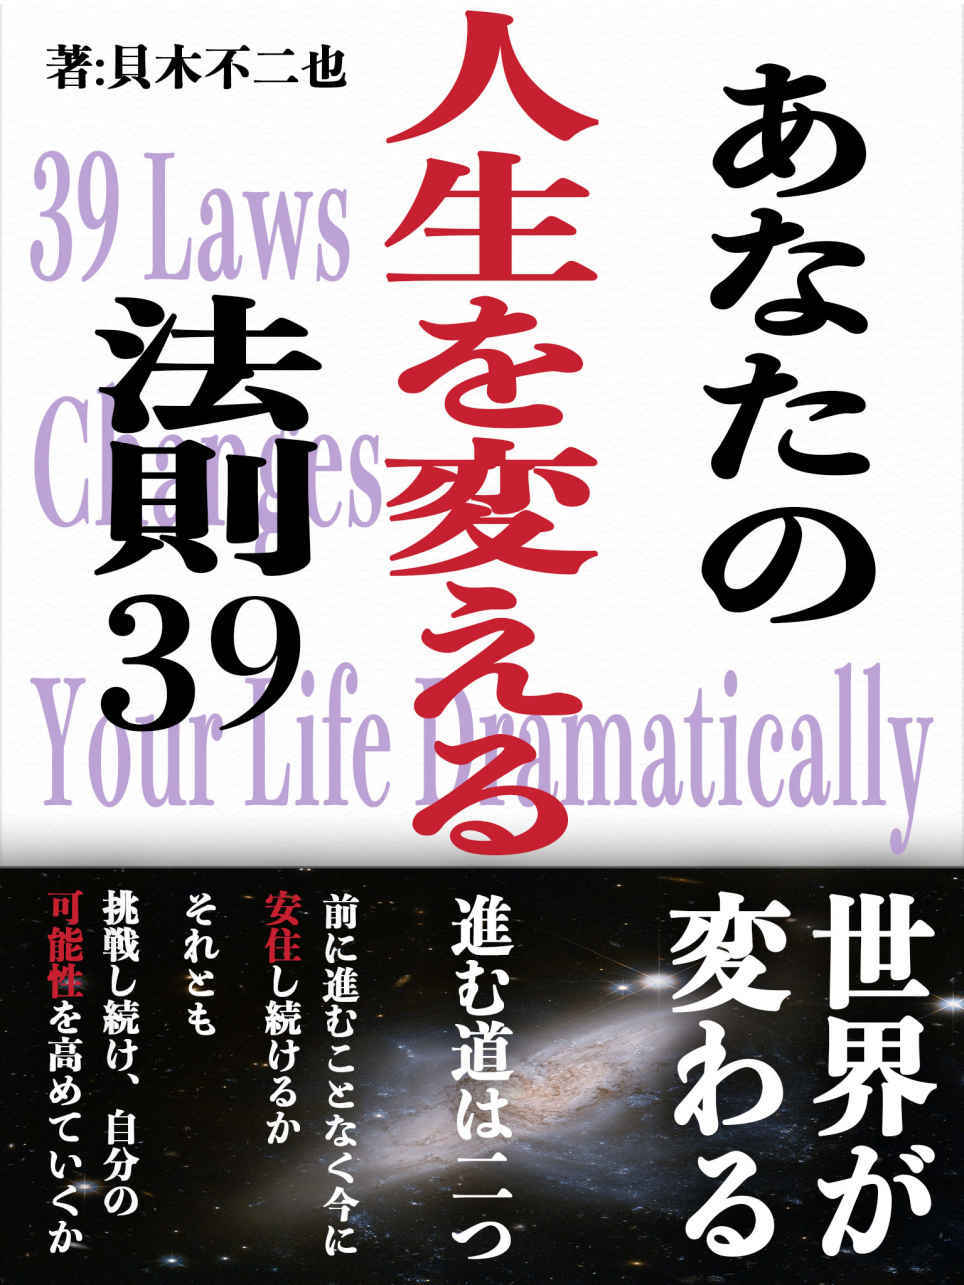 著:貝木不二也
あなたの
人生を変える
法則39
39 Laws
Changes
Your Life Dramatically
世界が
変わる
進む道は二つ
前に進むことなく今に
安住し続けるか
それとも
挑戦し続け、自分の
可能性を高めていくか